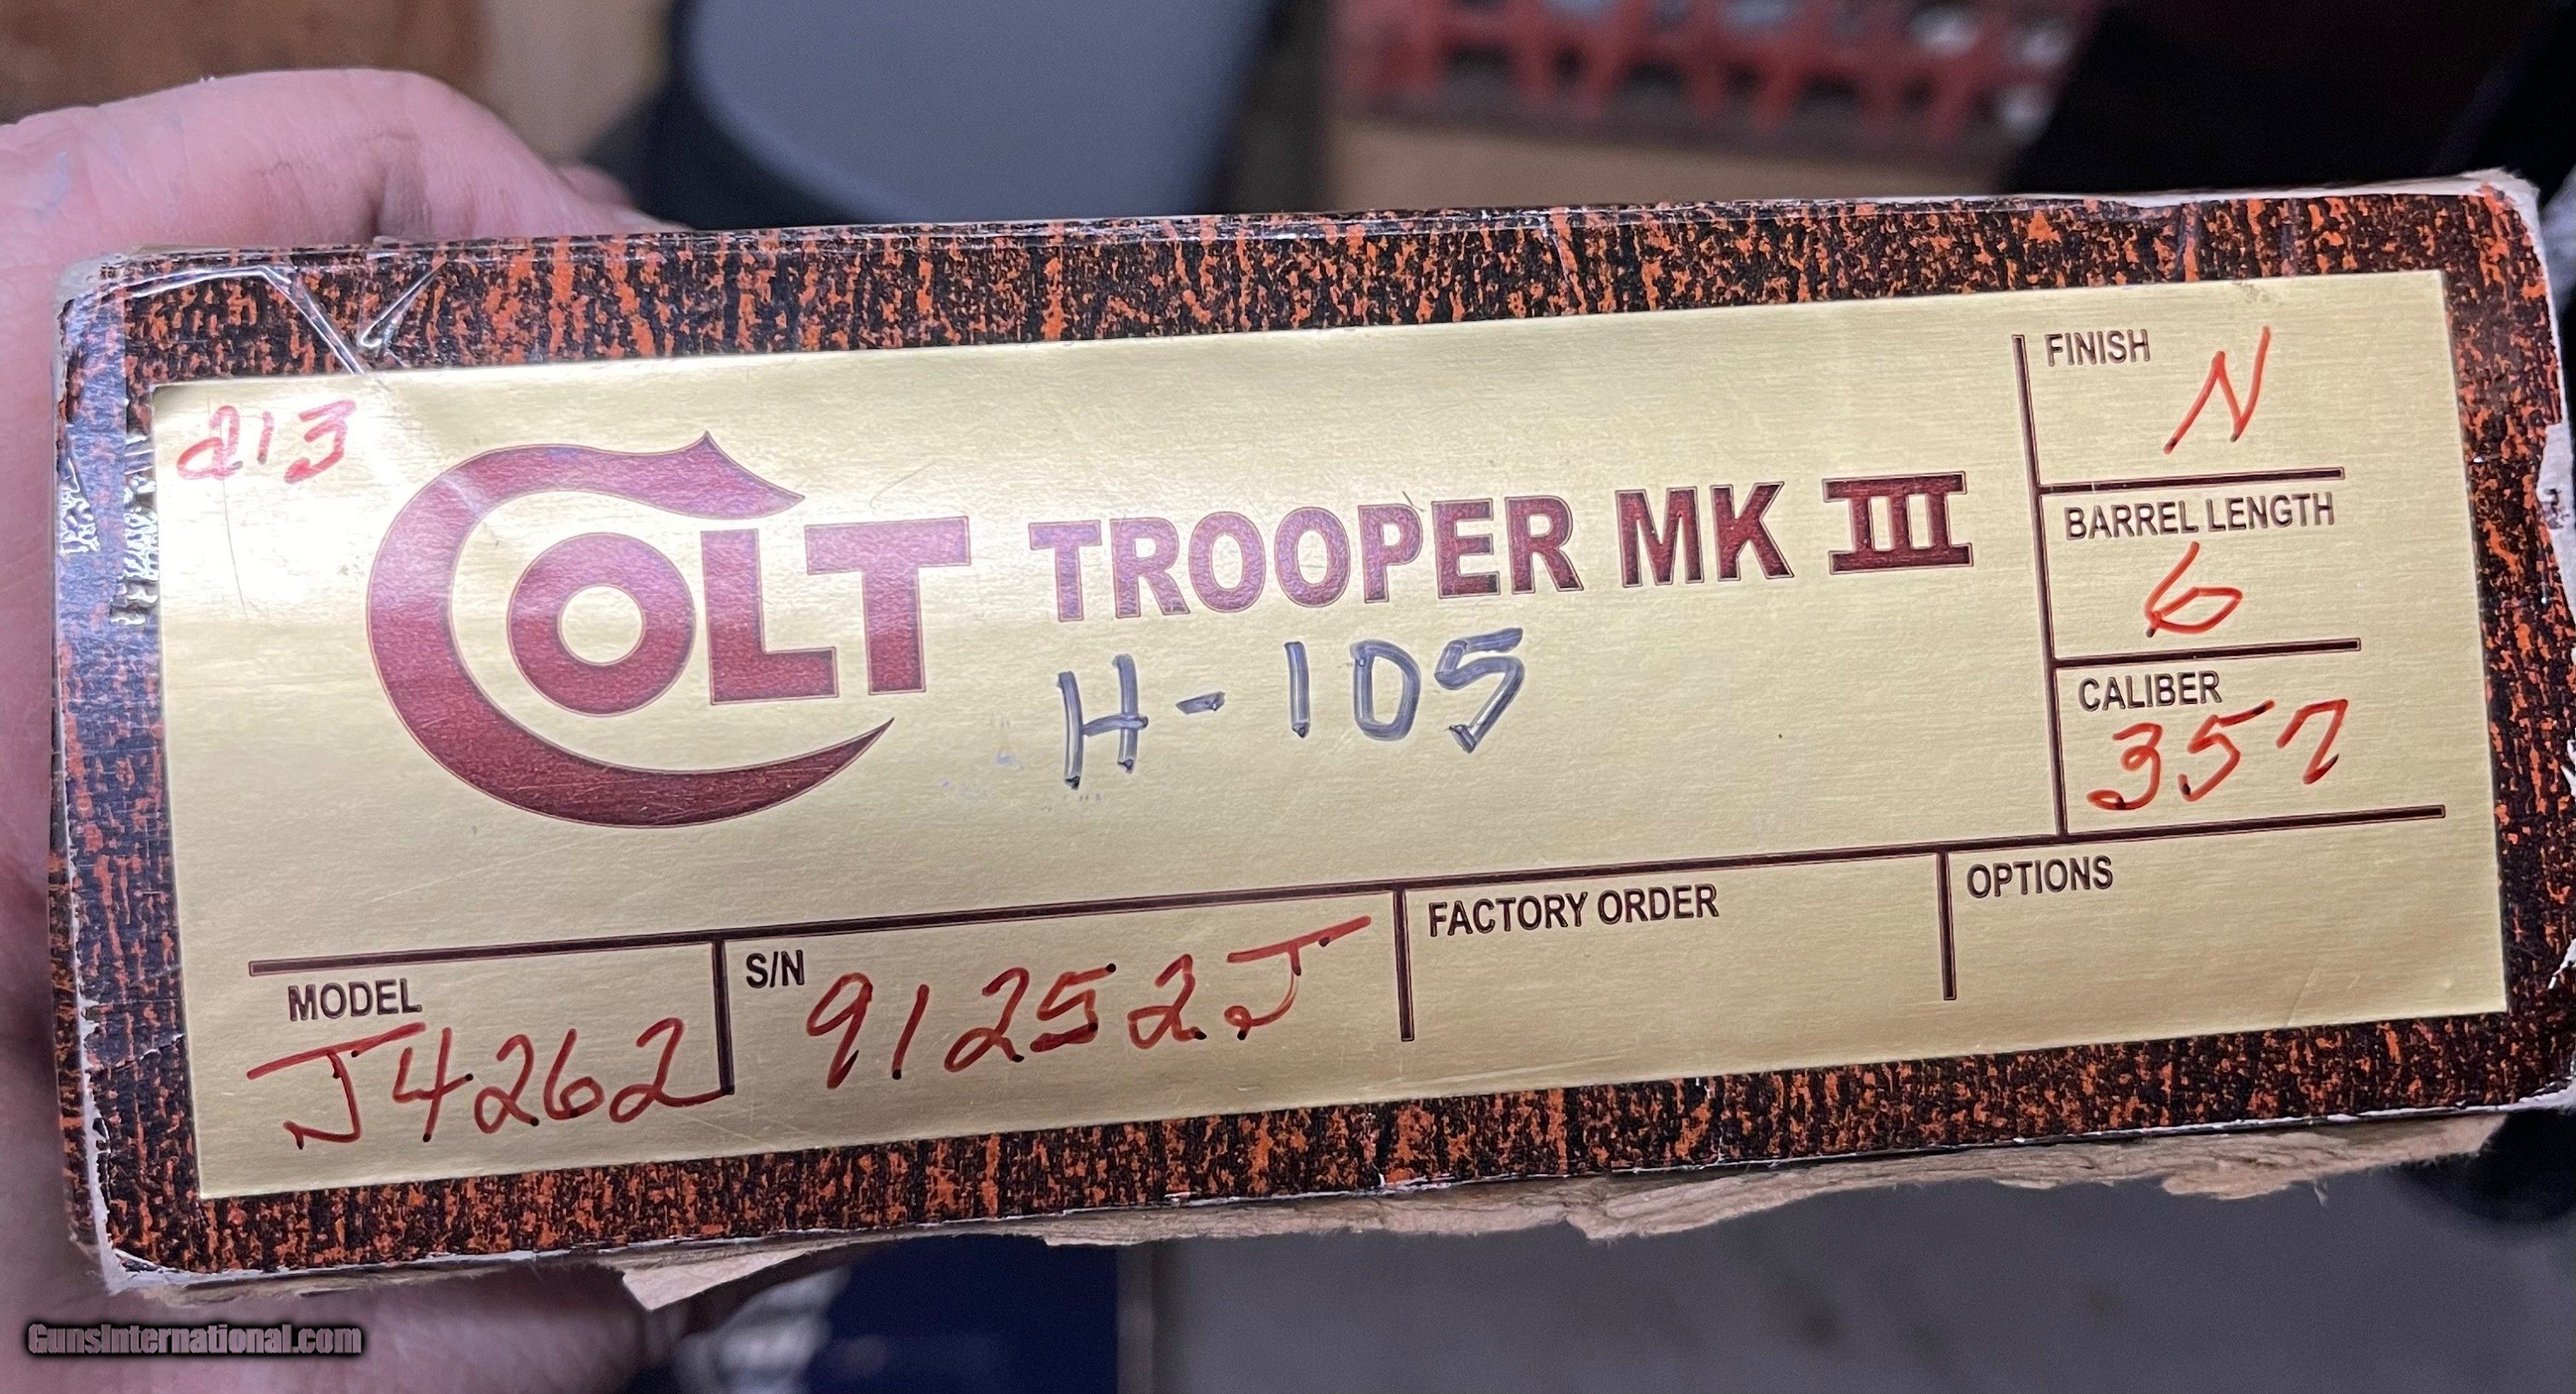 213
COLT TROOPER MK III
H-105
FINISH
N
BARREL LENGTH
6
CALIBER
357
MODEL
J4262
S/N
91252J
FACTORY ORDER
OPTIONS
GunsInternational.com